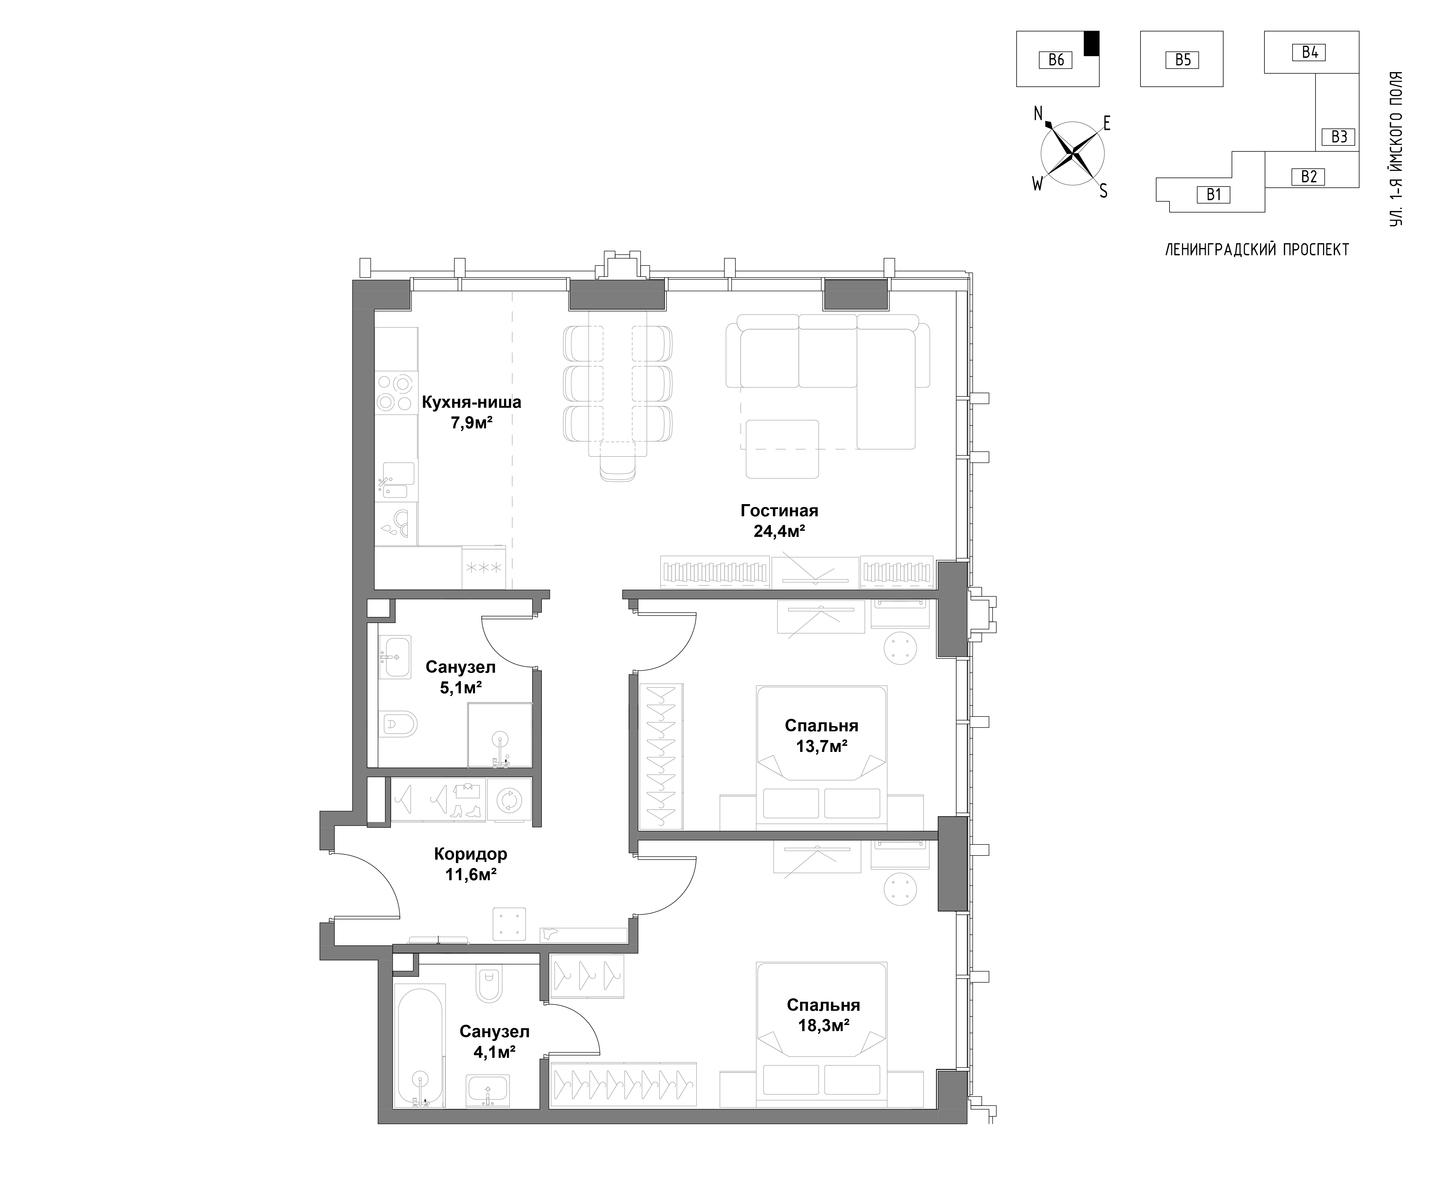 B6
B5
B4
B3
B2
B1
N
E
W
S
УЛ. 1-Я ЙМСКОГО ПОЛЯ
ЛЕНИНГРАДСКИЙ ПРОСПЕКТ
Кухня-ниша
7,9м²
Гостиная
24,4м²
Санузел
5,1м²
Спальня
13,7м²
Коридор
11,6м²
Спальня
18,3м²
Санузел
4,1м²